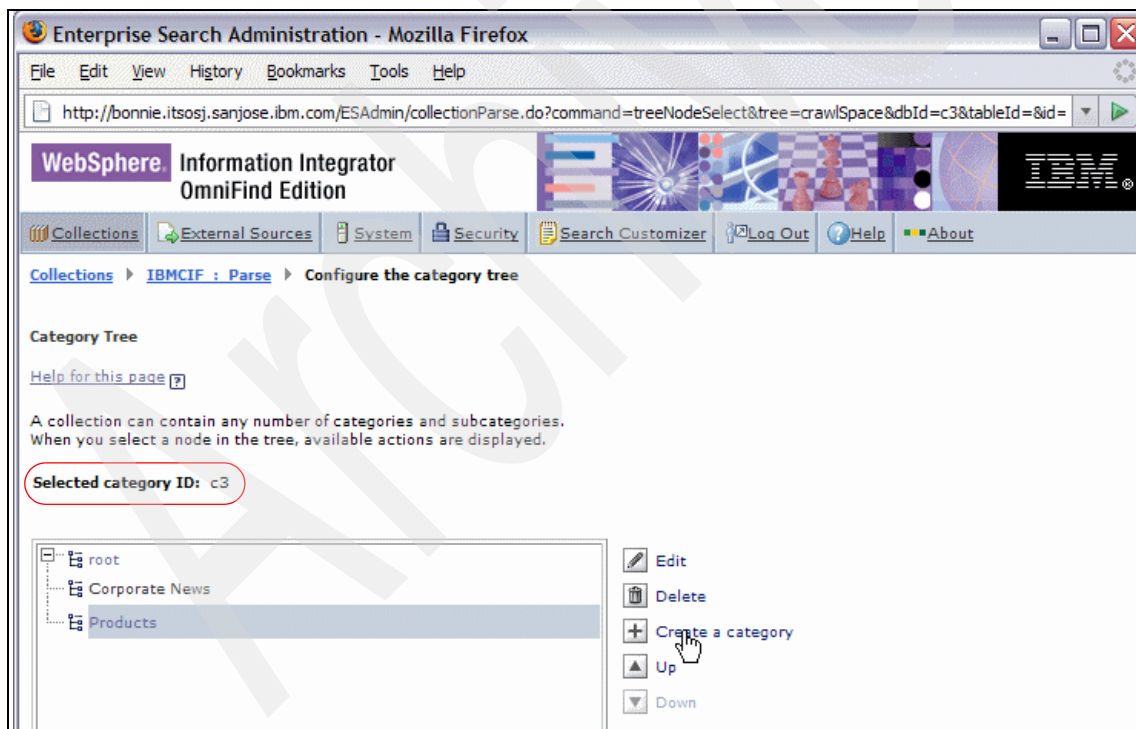 Enterprise Search Administration - Mozilla Firefox
File Edit View History Bookmarks Tools Help
http://bonnie.itsosj.sanjose.ibm.com/ESAdmin/collectionParse.do?command=treeNodeSelect&tree=crawlSpace&dbId=c3&tableId=&id=
WebSphere. Information Integrator
OmniFind Edition
IBM®
Collections External Sources System Security Search Customizer Log Out Help About
Collections IBMCIF : Parse Configure the category tree
Category Tree
Help for this page ?
A collection can contain any number of categories and subcategories.
When you select a node in the tree, available actions are displayed.
Selected category ID: c3
root
Corporate News
Products
Edit
Delete
Create a category
Up
Down